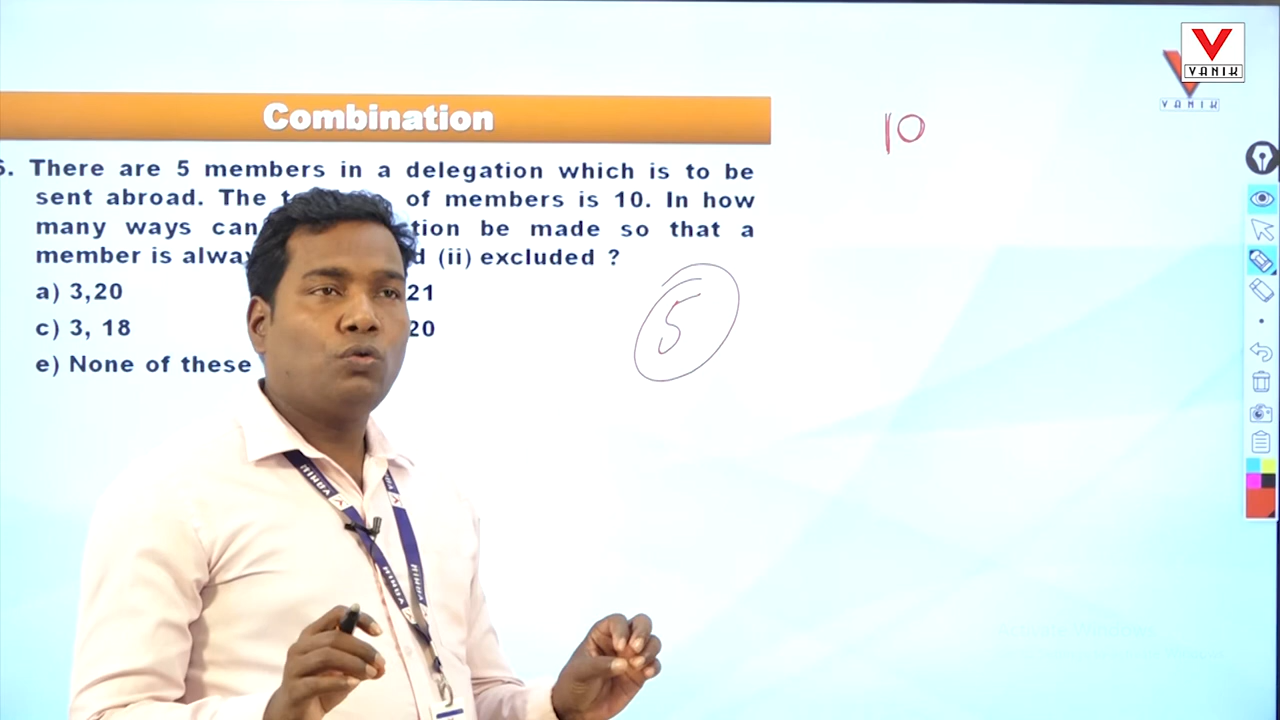 VANIK
VANIK
Combination
10
6. There are 5 members in a delegation which is to be
sent abroad. The of members is 10. In how
many ways can be made so that a
member is (ii) excluded ?
a) 3,20 21
c) 3, 18 20
e) None of these
5
VANIK
VANIK